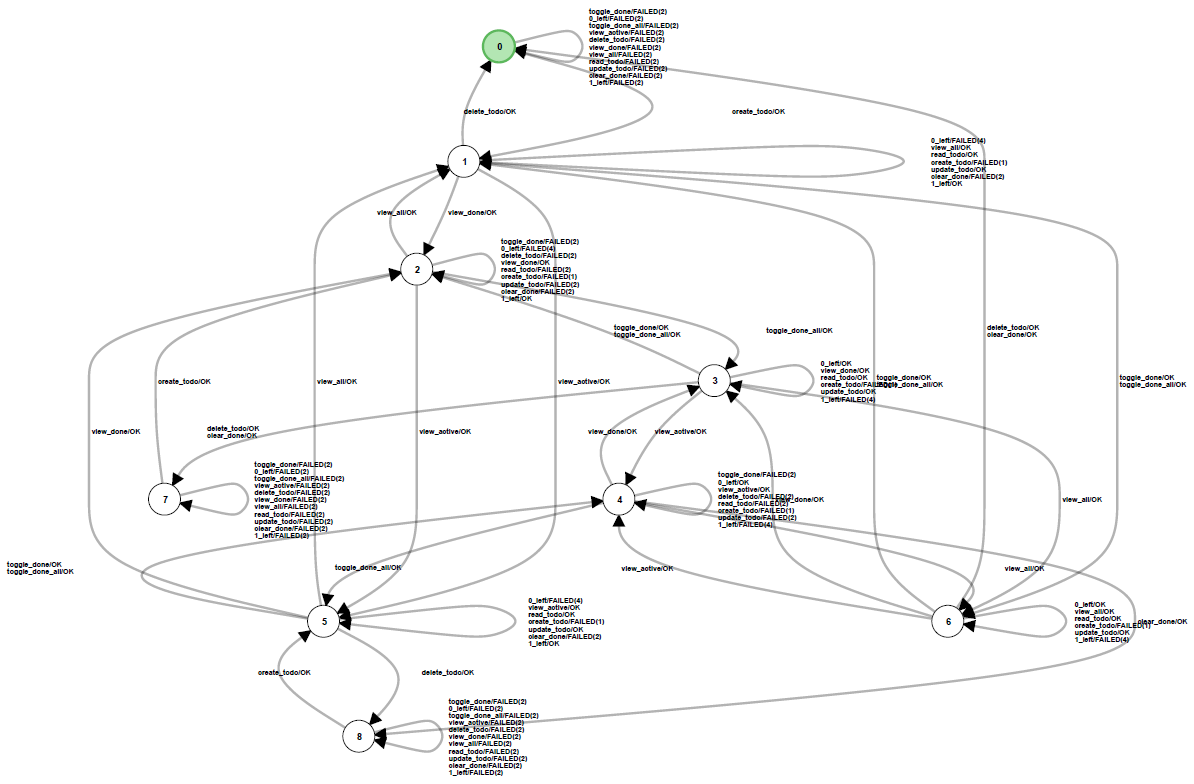 toggle_done/FAILED(2)
0_left/FAILED(2)
toggle_done_all/FAILED(2)
view_active/FAILED(2)
delete_todo/FAILED(2)
view_done/FAILED(2)
view_all/FAILED(2)
read_todo/FAILED(2)
update_todo/FAILED(2)
clear_done/FAILED(2)
1_left/FAILED(2)
0
delete_todo/OK
create_todo/OK
0_left/FAILED(4)
view_all/OK
read_todo/OK
create_todo/FAILED(1)
update_todo/OK
clear_done/FAILED(2)
1_left/OK
1
view_all/OK
view_done/OK
toggle_done/FAILED(2)
0_left/FAILED(4)
delete_todo/FAILED(2)
view_done/OK
read_todo/FAILED(2)
create_todo/FAILED(1)
update_todo/FAILED(2)
clear_done/FAILED(2)
1_left/OK
2
toggle_done/OK
toggle_done_all/OK
toggle_done_all/OK
delete_todo/OK
clear_done/OK
create_todo/OK
view_all/OK
view_active/OK
3
0_left/OK
view_done/OK
read_todo/OK
create_todo/FAILED(1)
update_todo/OK
1_left/FAILED(4)
toggle_done/OK
toggle_done_all/OK
toggle_done/OK
toggle_done_all/OK
view_done/OK
delete_todo/OK
clear_done/OK
view_active/OK
view_done/OK
view_active/OK
toggle_done/FAILED(2)
0_left/FAILED(2)
toggle_done_all/FAILED(2)
view_active/FAILED(2)
delete_todo/FAILED(2)
view_done/FAILED(2)
view_all/FAILED(2)
read_todo/FAILED(2)
update_todo/FAILED(2)
clear_done/FAILED(2)
1_left/FAILED(2)
7
4
toggle_done/FAILED(2)
0_left/OK
view_active/OK
delete_todo/FAILED(2)
read_todo/FAILED(2)
create_todo/FAILED(1)
update_todo/FAILED(2)
1_left/FAILED(4)
view_done/OK
view_all/OK
toggle_done/OK
toggle_done_all/OK
toggle_done_all/OK
view_active/OK
view_all/OK
5
0_left/FAILED(4)
view_active/OK
read_todo/OK
create_todo/FAILED(1)
update_todo/OK
clear_done/FAILED(2)
1_left/OK
6
0_left/OK
view_all/OK
read_todo/OK
create_todo/FAILED(1)
update_todo/OK
1_left/FAILED(4)
clear_done/OK
create_todo/OK
delete_todo/OK
toggle_done/FAILED(2)
0_left/FAILED(2)
toggle_done_all/FAILED(2)
view_active/FAILED(2)
delete_todo/FAILED(2)
view_done/FAILED(2)
view_all/FAILED(2)
read_todo/FAILED(2)
update_todo/FAILED(2)
clear_done/FAILED(2)
1_left/FAILED(2)
8